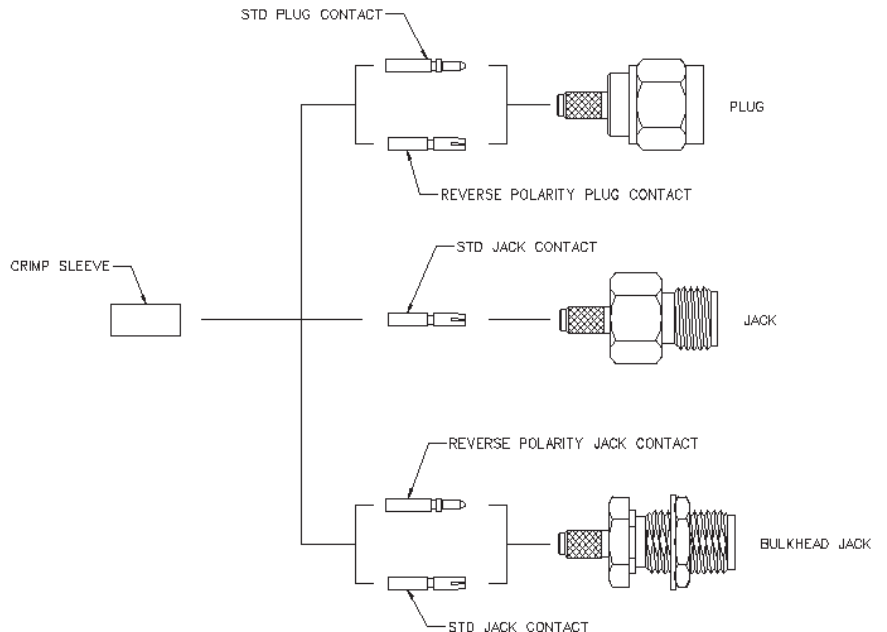 STD PLUG CONTACT
PLUG
REVERSE POLARITY PLUG CONTACT
STD JACK CONTACT
CRIMP SLEEVE
JACK
REVERSE POLARITY JACK CONTACT
BULKHEAD JACK
STD JACK CONTACT